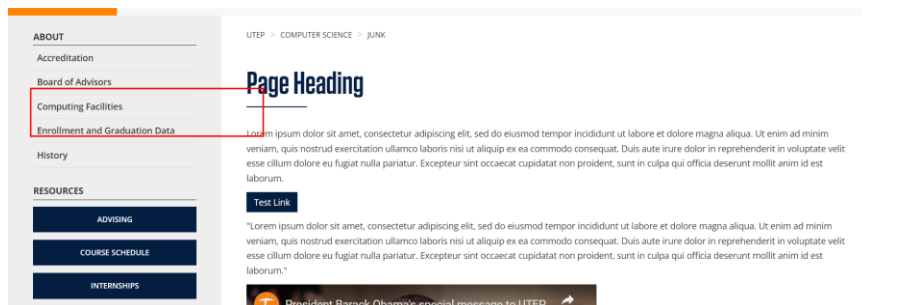 ABOUT
Accreditation
Board of Advisors
Computing Facilities
Enrollment and Graduation Data
History
RESOURCES
ADVISING
COURSE SCHEDULE
INTERNSHIPS
UTEP > COMPUTER SCIENCE > JUNK
Page Heading
Lorem ipsum dolor sit amet, consectetur adipiscing elit, sed do eiusmod tempor incididunt ut labore et dolore magna aliqua. Ut enim ad minim
veniam, quis nostrud exercitation ullamco laboris nisi ut aliquip ex ea commodo consequat. Duis aute irure dolor in reprehenderit in voluptate velit
esse cillum dolore eu fugiat nulla pariatur. Excepteur sint occaecat cupidatat non proident, sunt in culpa qui officia deserunt mollit anim id est
laborum.
Test Link
"Lorem ipsum dolor sit amet, consectetur adipiscing elit, sed do eiusmod tempor incididunt ut labore et dolore magna aliqua. Ut enim ad minim
veniam, quis nostrud exercitation ullamco laboris nisi ut aliquip ex ea commodo consequat. Duis aute irure dolor in reprehenderit in voluptate velit
esse cillum dolore eu fugiat nulla pariatur. Excepteur sint occaecat cupidatat non proident, sunt in culpa qui officia deserunt mollit anim id est
laborum."
President Barack Obama's special message to UTEP